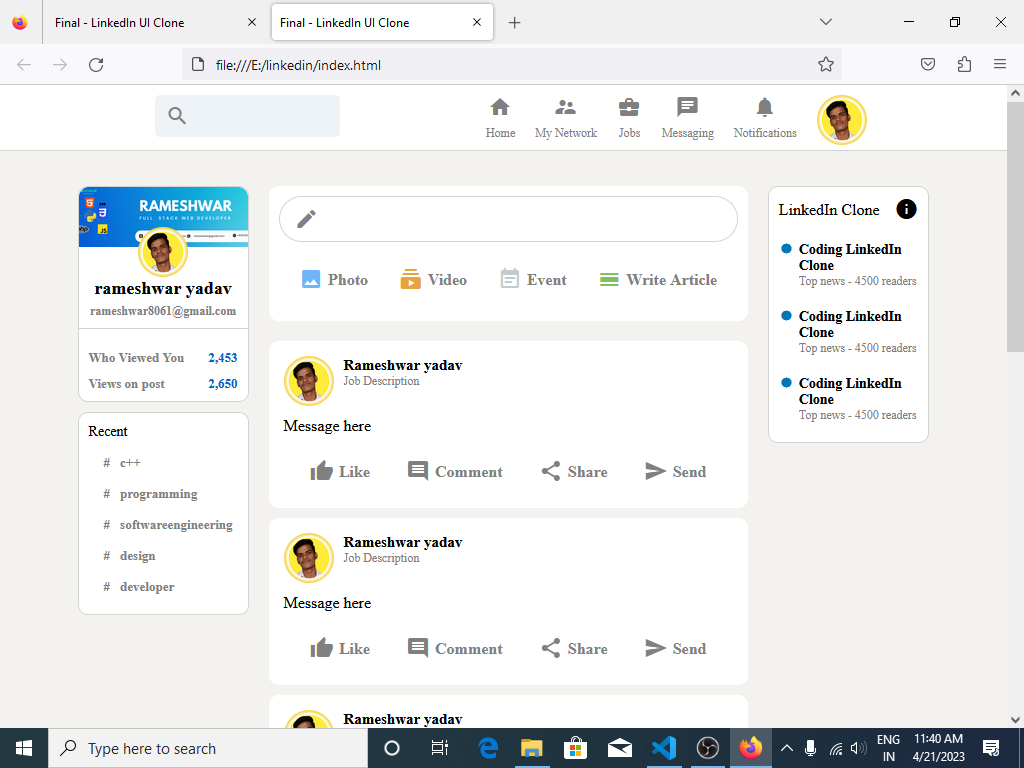 Final - LinkedIn UI Clone
Final - LinkedIn UI Clone
file:///E:/linkedin/index.html
Home
My Network
Jobs
Messaging
Notifications
RAMESHWAR
FULL STACK WEB DEVELOPER
JS
rameshwar yadav
rameshwar8061@gmail.com
Who Viewed You 2,453
Views on post 2,650
Recent
# c++
# programming
# softwareengineering
# design
# developer
Photo
Video
Event
Write Article
Rameshwar yadav
Job Description
Message here
Like
Comment
Share
Send
Rameshwar yadav
Job Description
Message here
Like
Comment
Share
Send
Rameshwar yadav
LinkedIn Clone
Coding LinkedIn
Clone
Top news - 4500 readers
Coding LinkedIn
Clone
Top news - 4500 readers
Coding LinkedIn
Clone
Top news - 4500 readers
Type here to search
ENG
IN
11:40 AM
4/21/2023